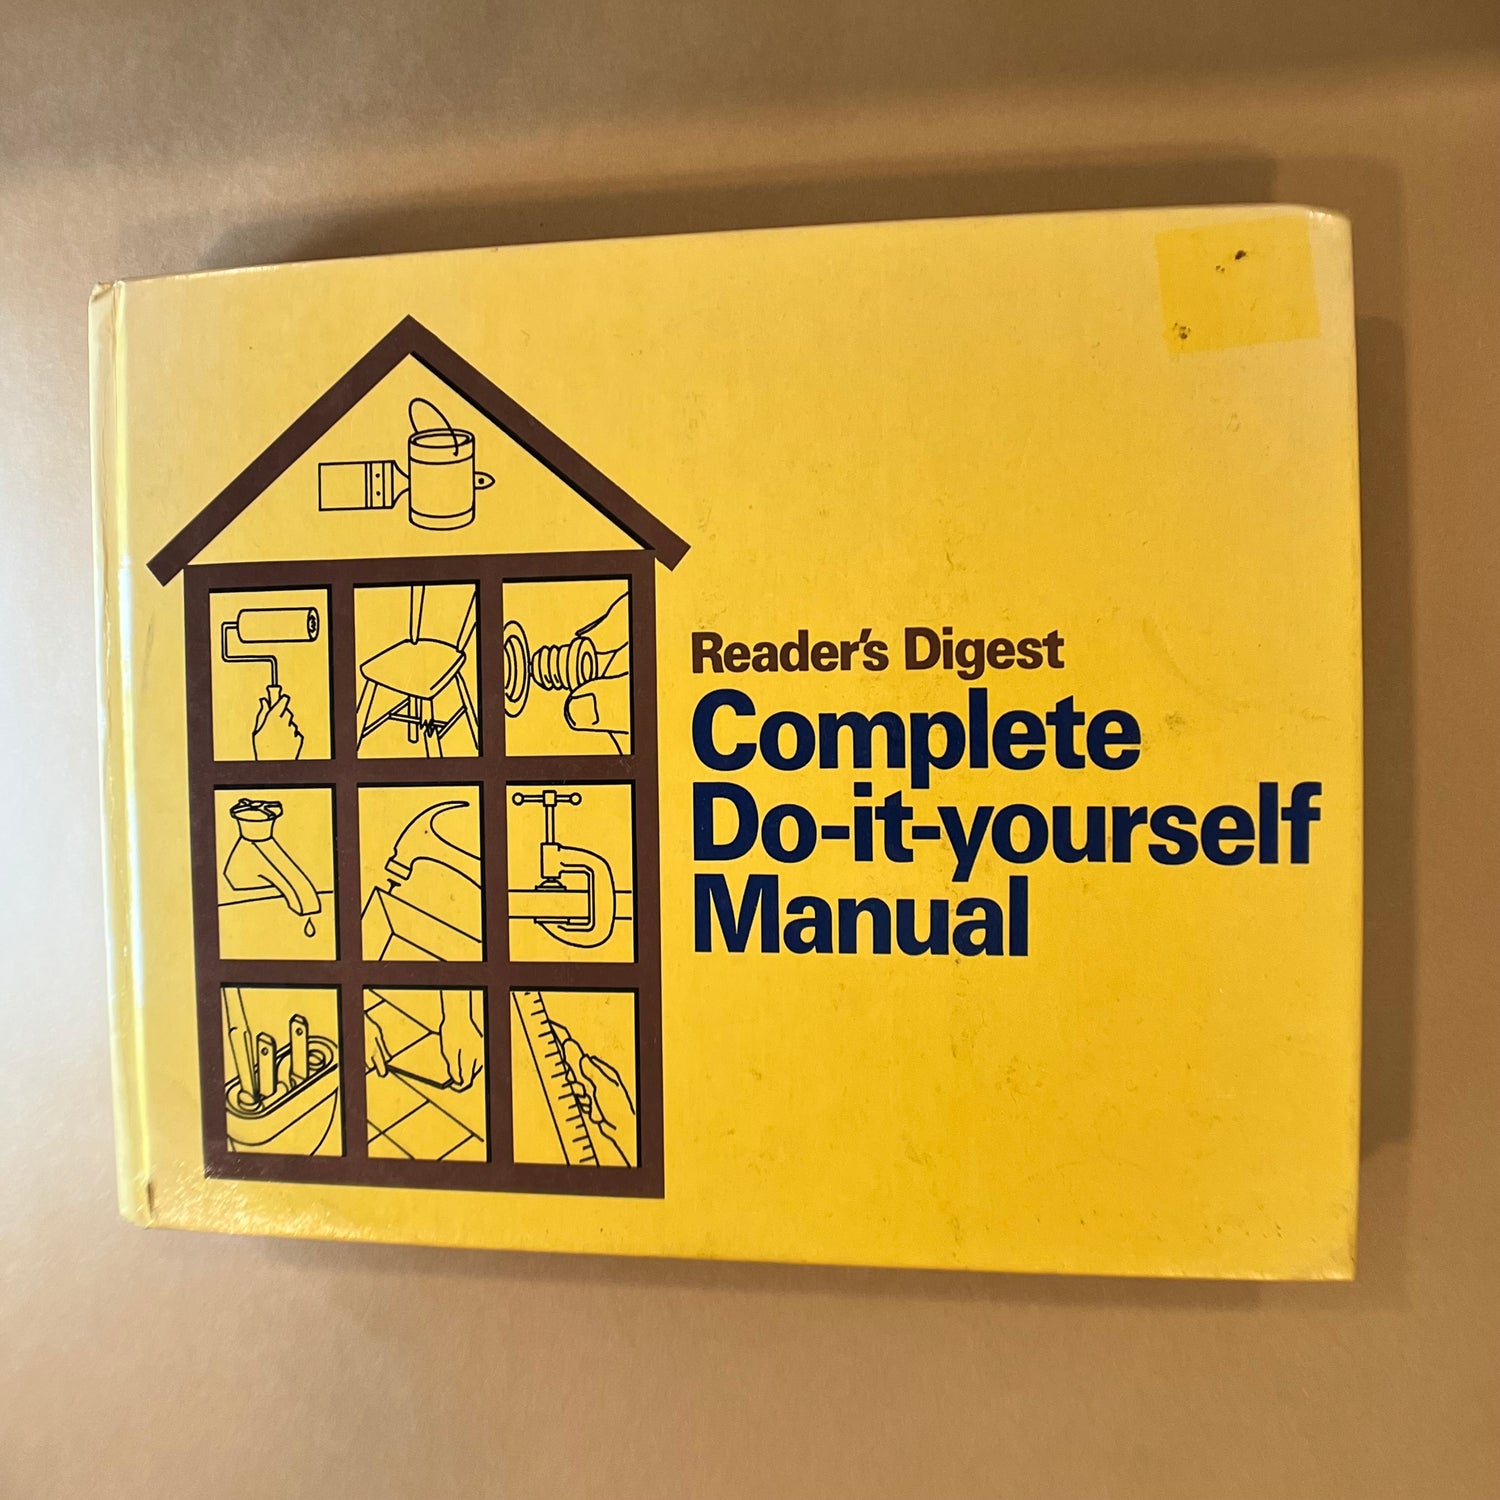 Reader's Digest
Complete
Do-it-yourself
Manual